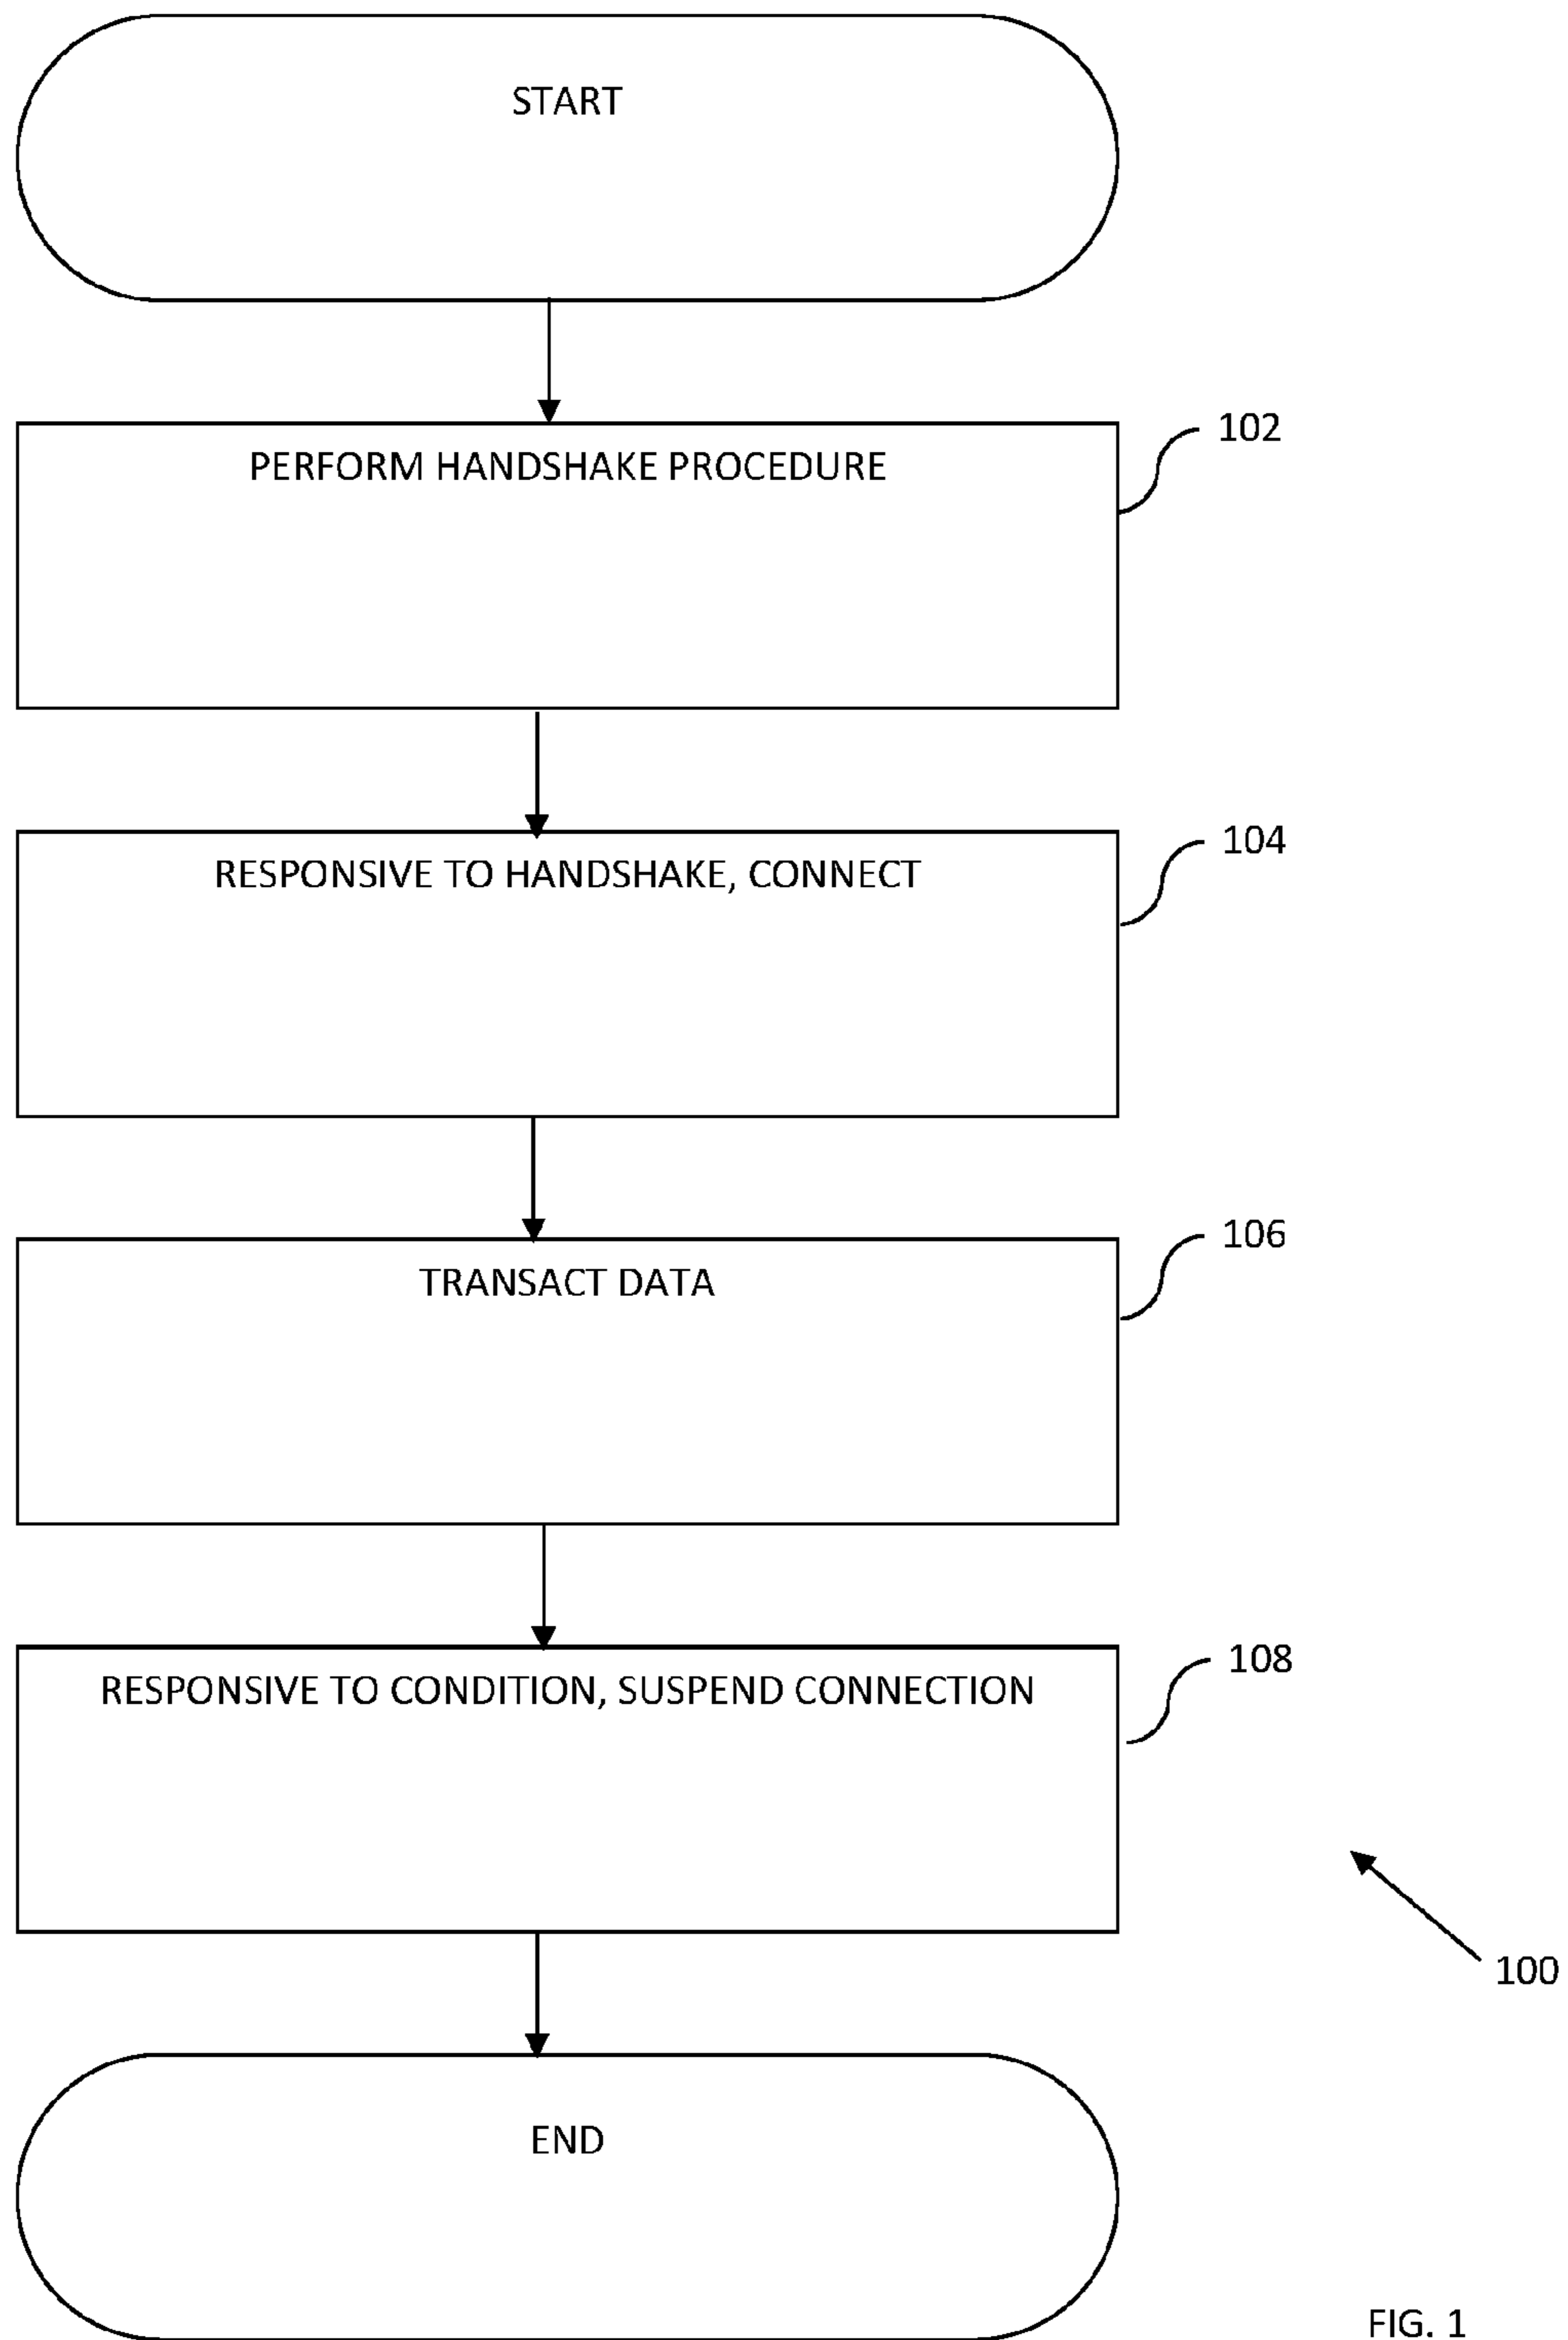 START
PERFORM HANDSHAKE PROCEDURE
102
RESPONSIVE TO HANDSHAKE, CONNECT
104
TRANSACT DATA
106
RESPONSIVE TO CONDITION, SUSPEND CONNECTION
108
100
END
FIG. 1